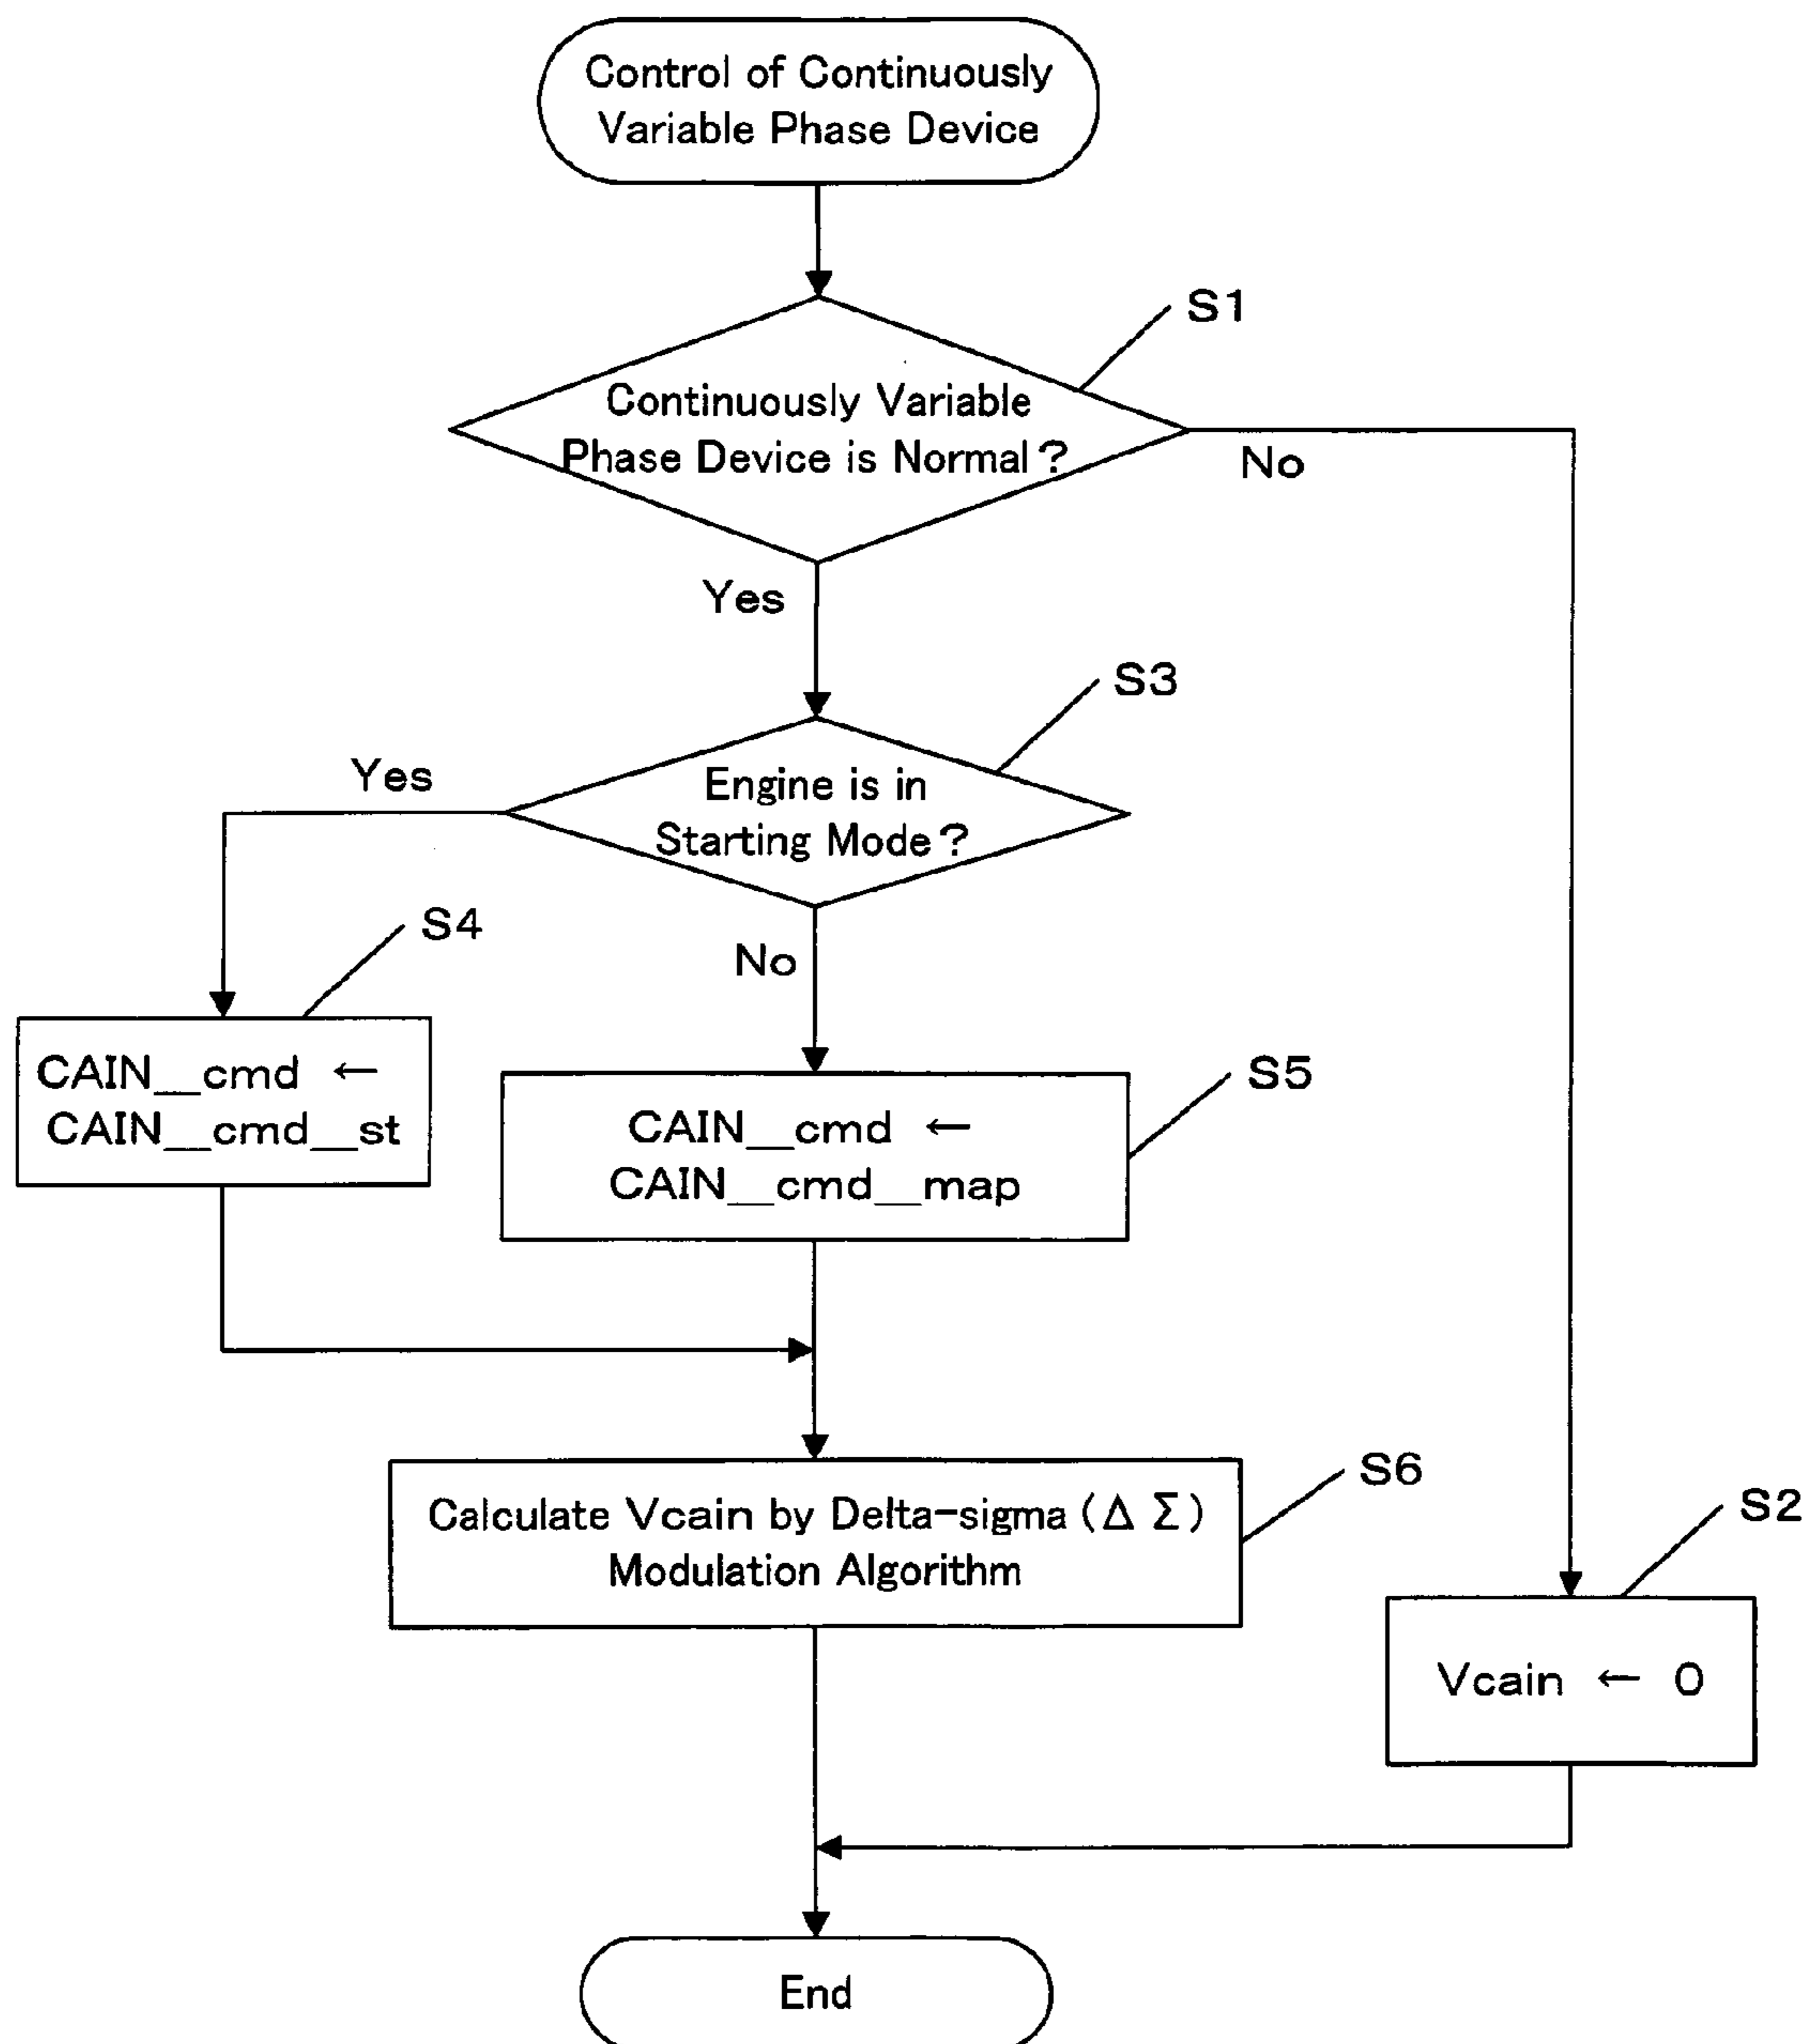 Control of Continuously
Variable Phase Device
S1
Continuously Variable
Phase Device is Normal?
No
Yes
S3
Yes
Engine is in
Starting Mode?
S4
No
CAIN__cmd ←
CAIN__cmd__st
S5
CAIN__cmd ←
CAIN__cmd__map
S6
Calculate Vcain by Delta-sigma (Δ Σ)
Modulation Algorithm
S2
Vcain ← 0
End